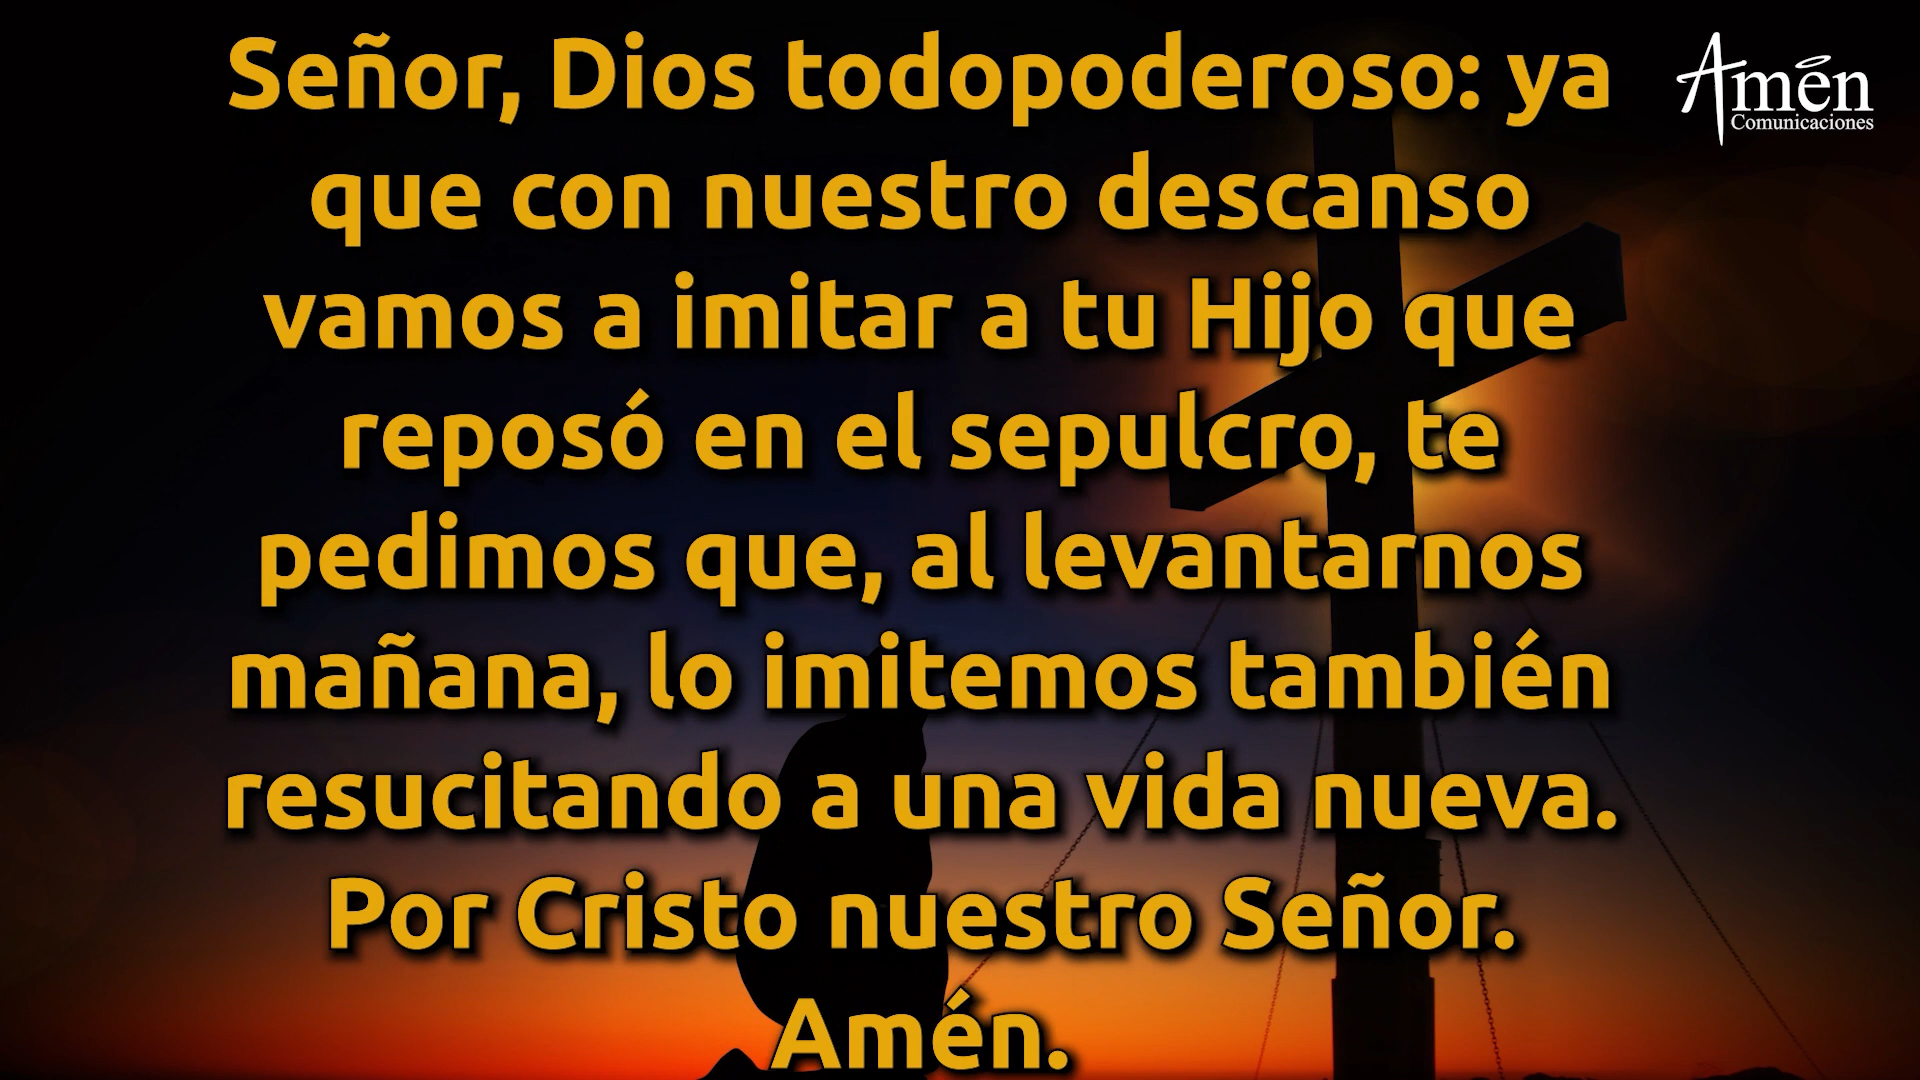 Señor, Dios todopoderoso: ya
que con nuestro descanso
vamos a imitar a tu Hijo que
reposó en el sepulcro, te
pedimos que, al levantarnos
mañana, lo imitemos también
resucitando a una vida nueva.
Por Cristo nuestro Señor.
Amén.
Amén
Comunicaciones